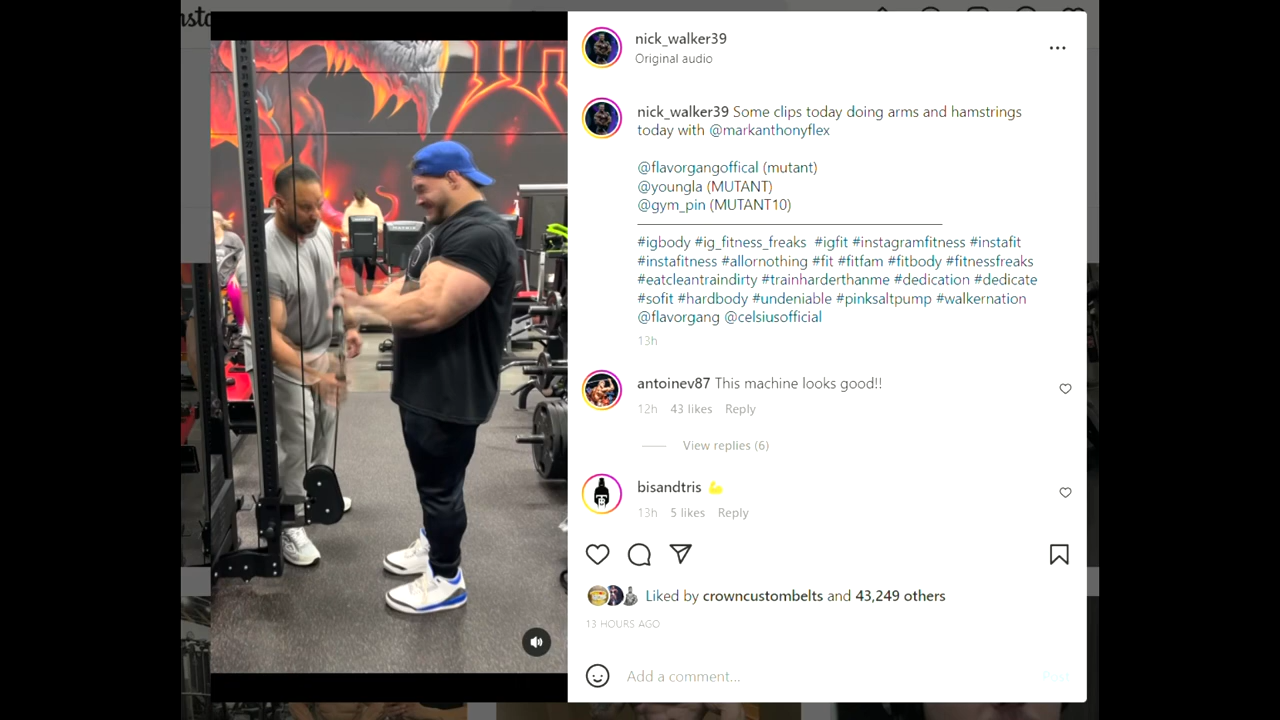 nsta
nick_walker39
Original audio
nick_walker39 Some clips today doing arms and hamstrings
today with @markanthonyflex
@flavorgangoffical (mutant)
@youngla (MUTANT)
@gym_pin (MUTANT10)
#igbody #ig_fitness_freaks #igfit #instagramfitness #instafit
#instafitness #allornothing #fit #fitfam #fitbody #fitnessfreaks
#eatcleantraindirty #trainharderthanme #dedication #dedicate
#sofit #hardbody #undeniable #pinksaltpump #walkernation
@flavorgang @celsiusofficial
13h
antoinev87 This machine looks good!!
12h 43 likes Reply
View replies (6)
bisandtris 💪
13h 5 likes Reply
Liked by crowncustombelts and 43,249 others
13 HOURS AGO
Add a comment...
Post